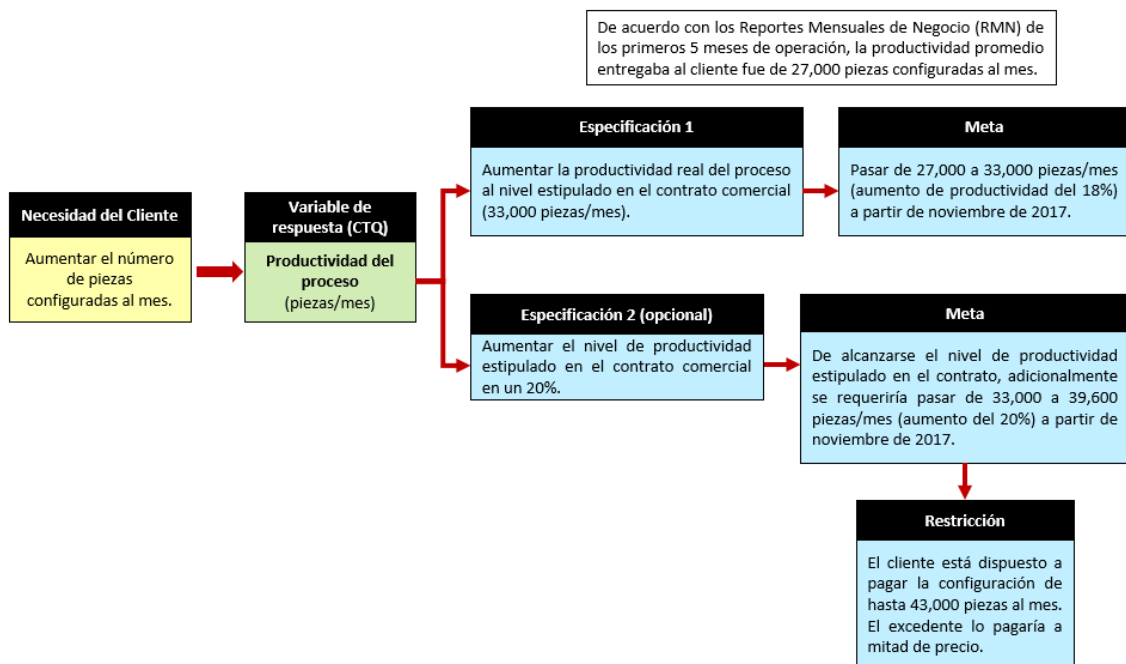 De acuerdo con los Reportes Mensuales de Negocio (RMN) de
los primeros 5 meses de operación, la productividad promedio
entregaba al cliente fue de 27,000 piezas configuradas al mes.
Necesidad del Cliente
Aumentar el número
de piezas
configuradas al mes.
Variable de
respuesta (CTQ)
Productividad del
proceso
(piezas/mes)
Especificación 1
Aumentar la productividad real del proceso
al nivel estipulado en el contrato comercial
(33,000 piezas/mes).
Meta
Pasar de 27,000 a 33,000 piezas/mes
(aumento de productividad del 18%)
a partir de noviembre de 2017.
Especificación 2 (opcional)
Aumentar el nivel de productividad
estipulado en el contrato comercial
en un 20%.
Meta
De alcanzarse el nivel de productividad
estipulado en el contrato, adicionalmente
se requeriría pasar de 33,000 a 39,600
piezas/mes (aumento del 20%) a partir de
noviembre de 2017.
Restricción
El cliente está dispuesto a
pagar la configuración de
hasta 43,000 piezas al mes.
El excedente lo pagaría a
mitad de precio.